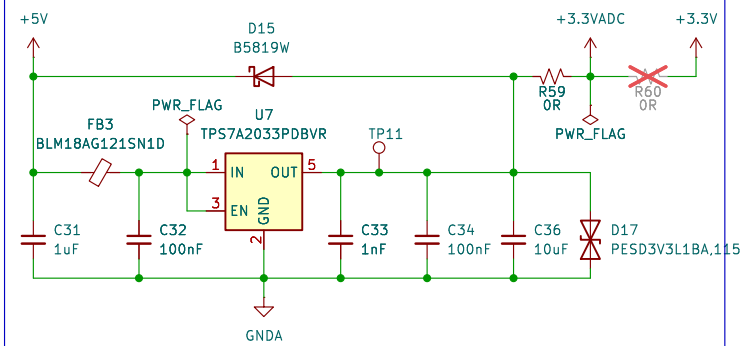 +5V
+3.3VADC
+3.3V
D15
B5819W
R59
0R
R60
0R
PWR_FLAG
FB3
BLM18AG121SN1D
PWR_FLAG
U7
TPS7A2033PDBVR
TP11
1
IN
OUT
5
3
EN
GND
2
C31
1uF
C32
100nF
C33
1nF
C34
100nF
C36
10uF
D17
PESD3V3L1BA,115
GNDA